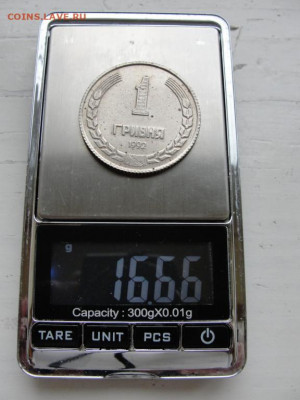 COINS.LAVE.RU
1
ГРИВНЯ
1992
g
16.66
Capacity : 300gX0.01g
TARE UNIT PCS